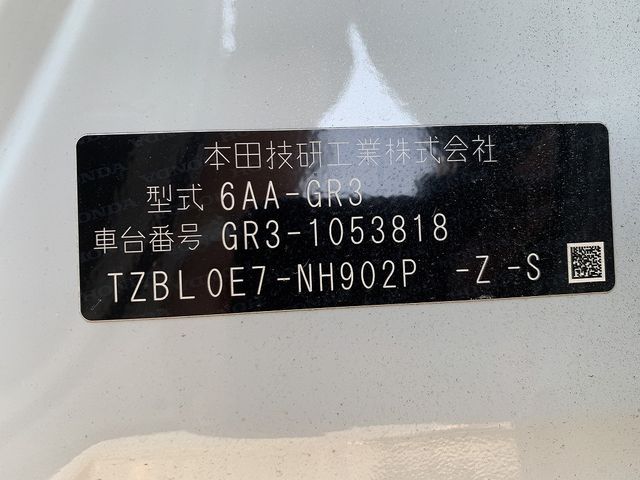 本田技研工業株式会社
型式 6AA-GR3
車台番号 GR3-1053818
TZBL0E7-NH902P -Z -S